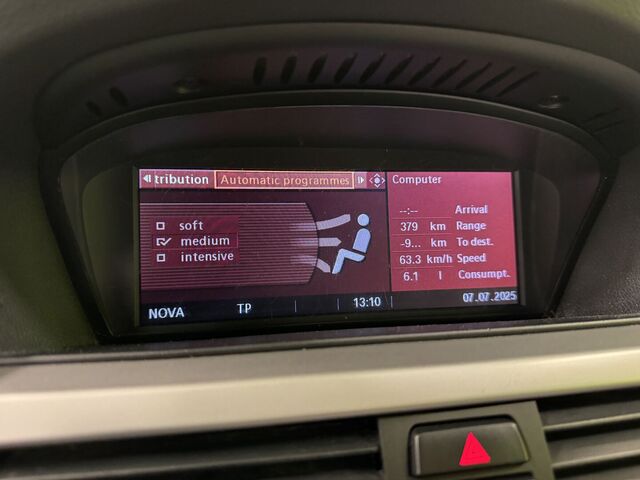 tribution Automatic programmes
Computer
soft
medium
intensive
--:-- Arrival
379 km Range
-9... km To dest.
63.3 km/h Speed
6.1 l Consumpt.
NOVA TP 13:10 07.07.2025